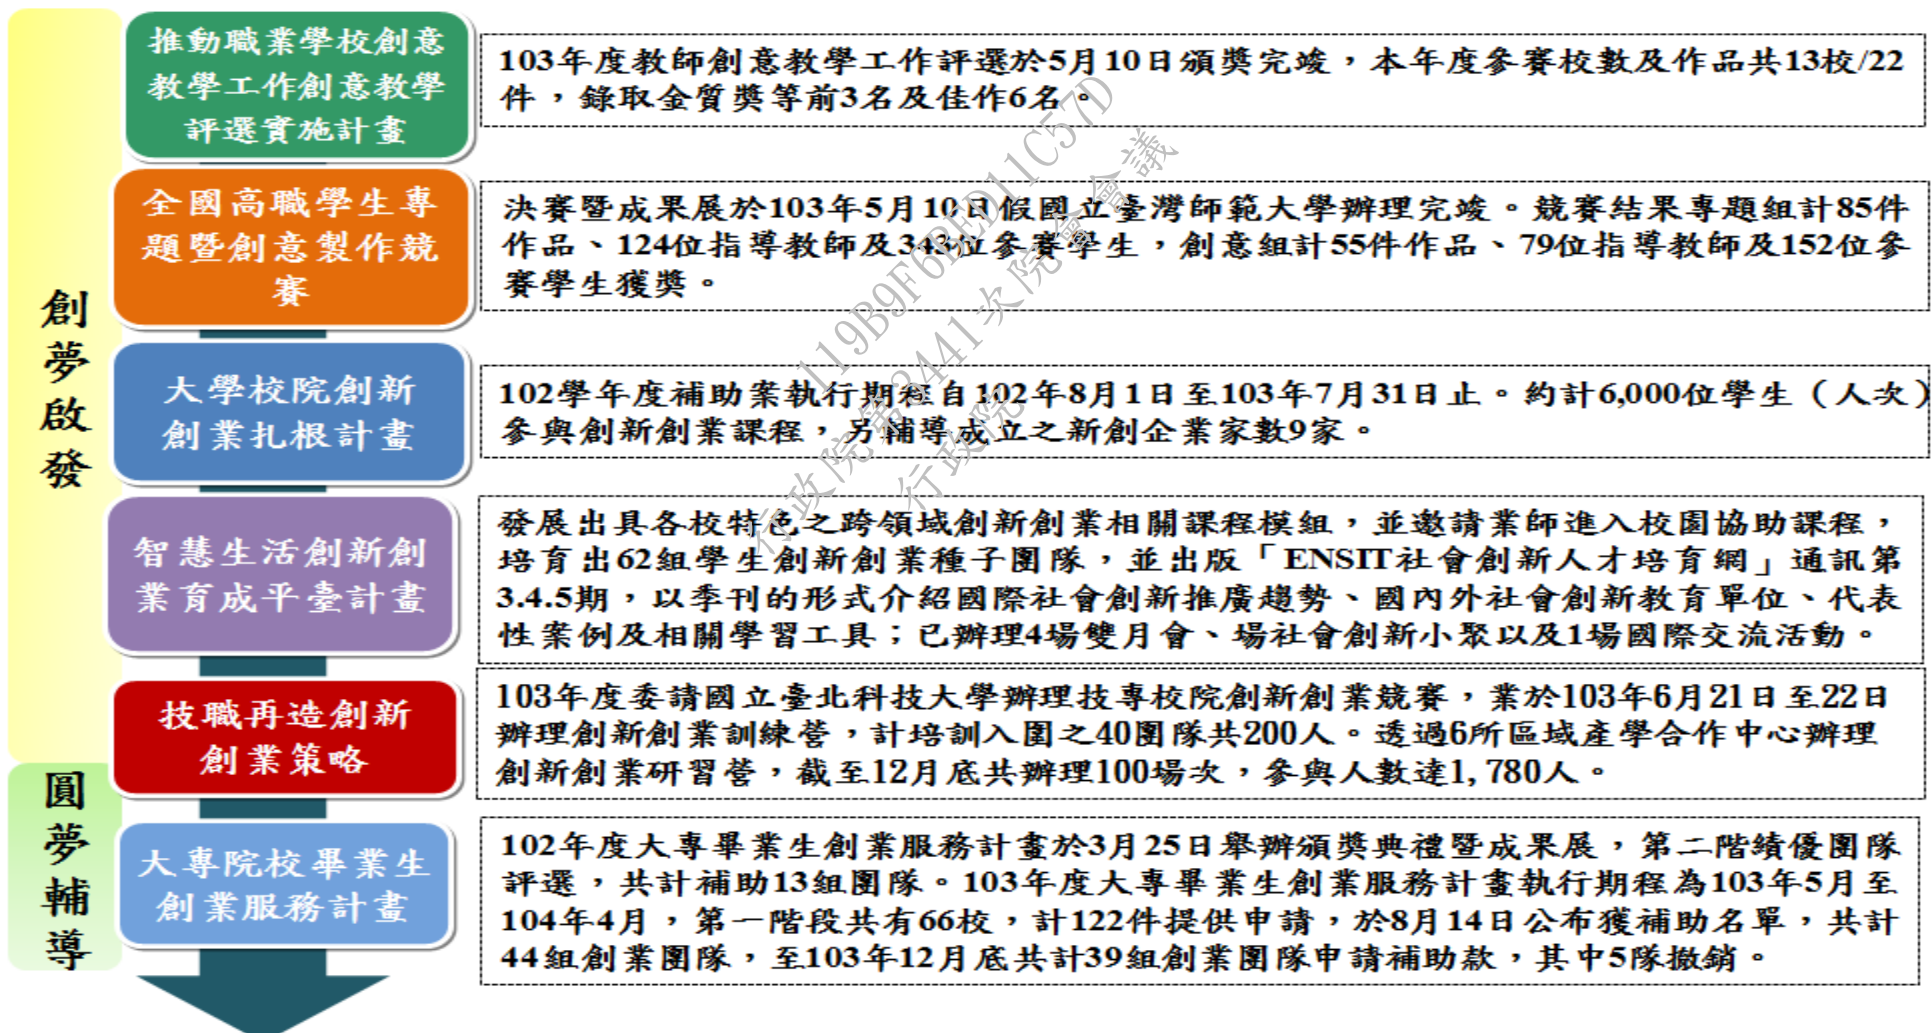 創夢啟發
推動職業學校創意
教學工作創意教學
評選實施計畫
103年度教師創意教學工作評選於5月10日頒獎完竣，本年度參賽校數及作品共13校/22
件，錄取金質獎等前3名及佳作6名。
全國高職學生專
題暨創意製作競
賽
決賽暨成果展於103年5月10日假國立臺灣師範大學辦理完竣。競賽結果專題組計85件
作品、124位指導教師及343位參賽學生，創意組計55件作品、79位指導教師及152位參
賽學生獲獎。
大學校院創新
創業扎根計畫
102學年度補助案執行期程自102年8月1日至103年7月31日止。約計6,000位學生（人次）
參與創新創業課程，另輔導成立之新創企業家數9家。
智慧生活創新創
業育成平臺計畫
發展出具各校特色之跨領域創新創業相關課程模組，並邀請業師進入校園協助課程，
培育出62組學生創新創業種子團隊，並出版「ENSIT社會創新人才培育網」通訊第
3.4.5期，以季刊的形式介紹國際社會創新推廣趨勢、國內外社會創新教育單位、代表
性案例及相關學習工具；已辦理4場雙月會、場社會創新小聚以及1場國際交流活動。
技職再造創新
創業策略
103年度委請國立臺北科技大學辦理技專校院創新創業競賽，業於103年6月21日至22日
辦理創新創業訓練營，計培訓入圍之40團隊共200人。透過6所區域產學合作中心辦理
創新創業研習營，截至12月底共辦理100場次，參與人數達1,780人。
圓夢輔導
大專院校畢業生
創業服務計畫
102年度大專畢業生創業服務計畫於3月25日舉辦頒獎典禮暨成果展，第二階績優團隊
評選，共計補助13組團隊。103年度大專畢業生創業服務計畫執行期程為103年5月至
104年4月，第一階段共有66校，計122件提供申請，於8月14日公布獲補助名單，共計
44組創業團隊，至103年12月底共計39組創業團隊申請補助款，其中5隊撤銷。
119B9F6BED11C57D
行政院第3441次院會會議
行政院